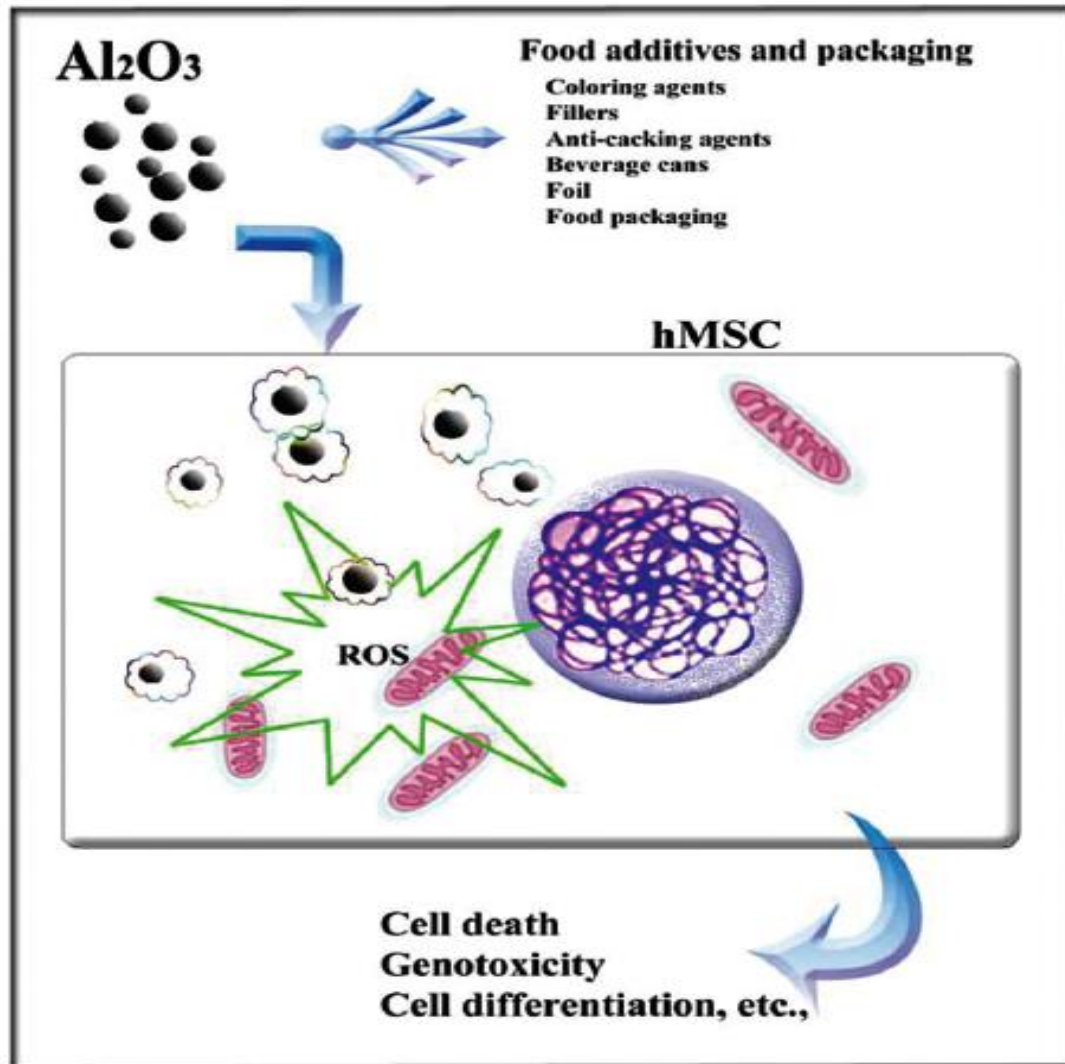 Al₂O₃
Food additives and packaging
Coloring agents
Fillers
Anti-cacking agents
Beverage cans
Foil
Food packaging
hMSC
ROS
Cell death
Genotoxicity
Cell differentiation, etc.,